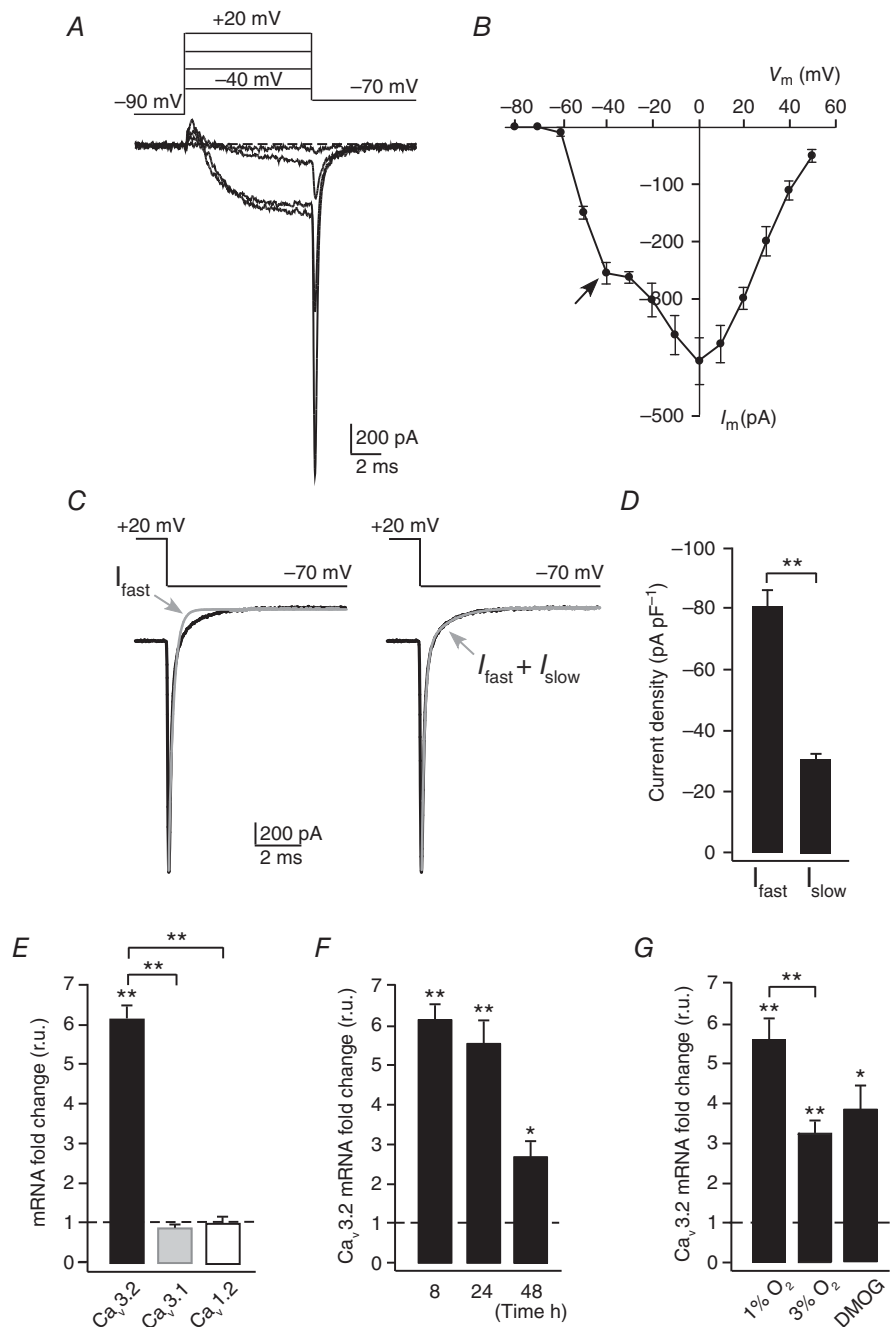 A
+20 mV
−40 mV
−90 mV
−70 mV
200 pA
2 ms
B
Vm (mV)
−80 −60 −40 −20 0 20 40 60
−100
−200
−300
−500
Im (pA)
C
+20 mV
−70 mV
Ifast
200 pA
2 ms
+20 mV
−70 mV
Ifast + Islow
D
Current density (pA pF−1)
−100
−80
−60
−40
−20
0
**
Ifast Islow
E
mRNA fold change (r.u.)
7
6
5
4
3
2
1
0
**
**
**
Cav3.2 Cav3.1 Cav1.2
F
Cav3.2 mRNA fold change (r.u.)
7
6
5
4
3
2
1
0
** ** *
8 24 48
(Time h)
G
Cav3.2 mRNA fold change (r.u.)
7
6
5
4
3
2
1
0
**
** ** *
1% O2 3% O2 DMOG